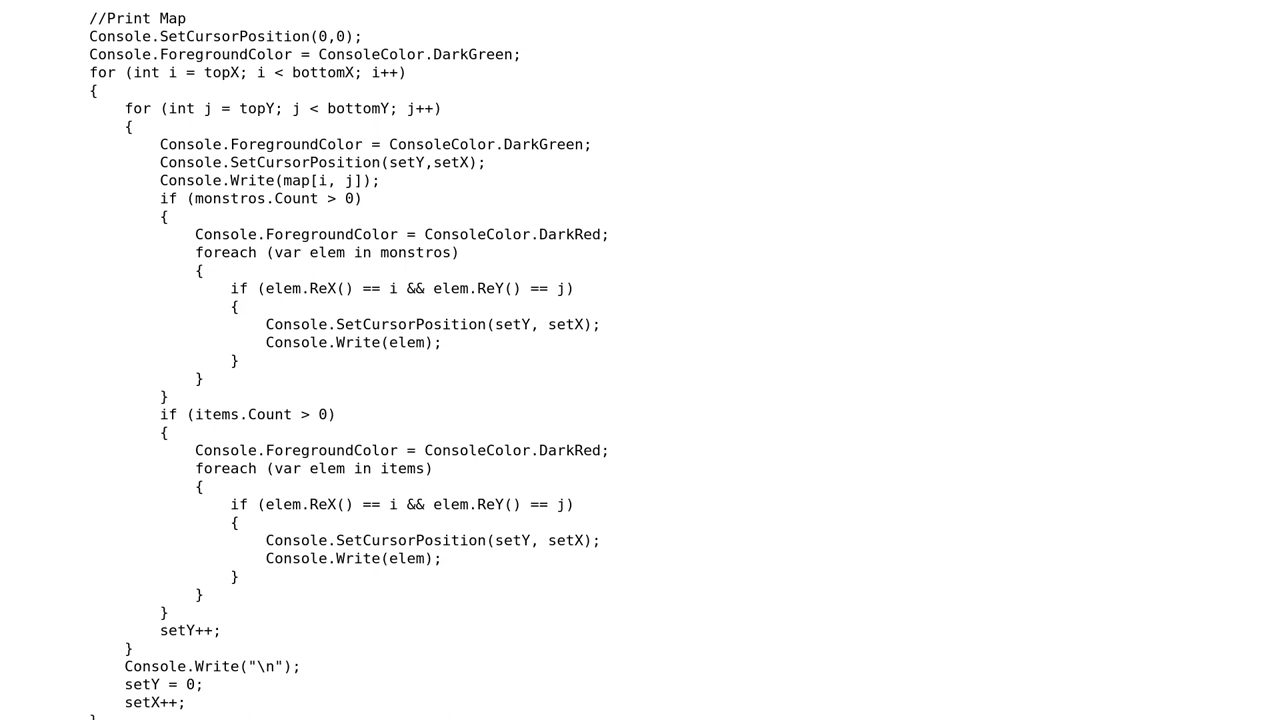 //Print Map
Console.SetCursorPosition(0,0);
Console.ForegroundColor = ConsoleColor.DarkGreen;
for (int i = topX; i < bottomX; i++)
{
    for (int j = topY; j < bottomY; j++)
    {
        Console.ForegroundColor = ConsoleColor.DarkGreen;
        Console.SetCursorPosition(setY,setX);
        Console.Write(map[i, j]);
        if (monstros.Count > 0)
        {
            Console.ForegroundColor = ConsoleColor.DarkRed;
            foreach (var elem in monstros)
            {
                if (elem.ReX() == i && elem.ReY() == j)
                {
                    Console.SetCursorPosition(setY, setX);
                    Console.Write(elem);
                }
            }
        }
        if (items.Count > 0)
        {
            Console.ForegroundColor = ConsoleColor.DarkRed;
            foreach (var elem in items)
            {
                if (elem.ReX() == i && elem.ReY() == j)
                {
                    Console.SetCursorPosition(setY, setX);
                    Console.Write(elem);
                }
            }
        }
        setY++;
    }
    Console.Write("\n");
    setY = 0;
    setX++;
}